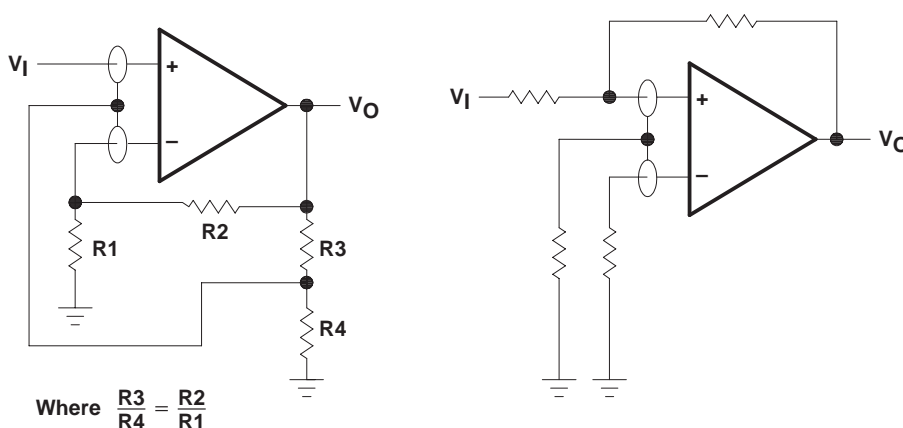 VI
+
−
VO
R1
R2
R3
R4
Where R3/R4 = R2/R1
VI
+
−
VO